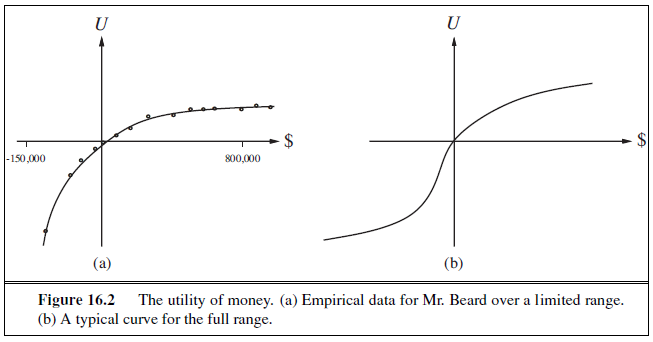 U
U
$
$
-150,000
800,000
(a)
(b)
Figure 16.2 The utility of money. (a) Empirical data for Mr. Beard over a limited range.
(b) A typical curve for the full range.